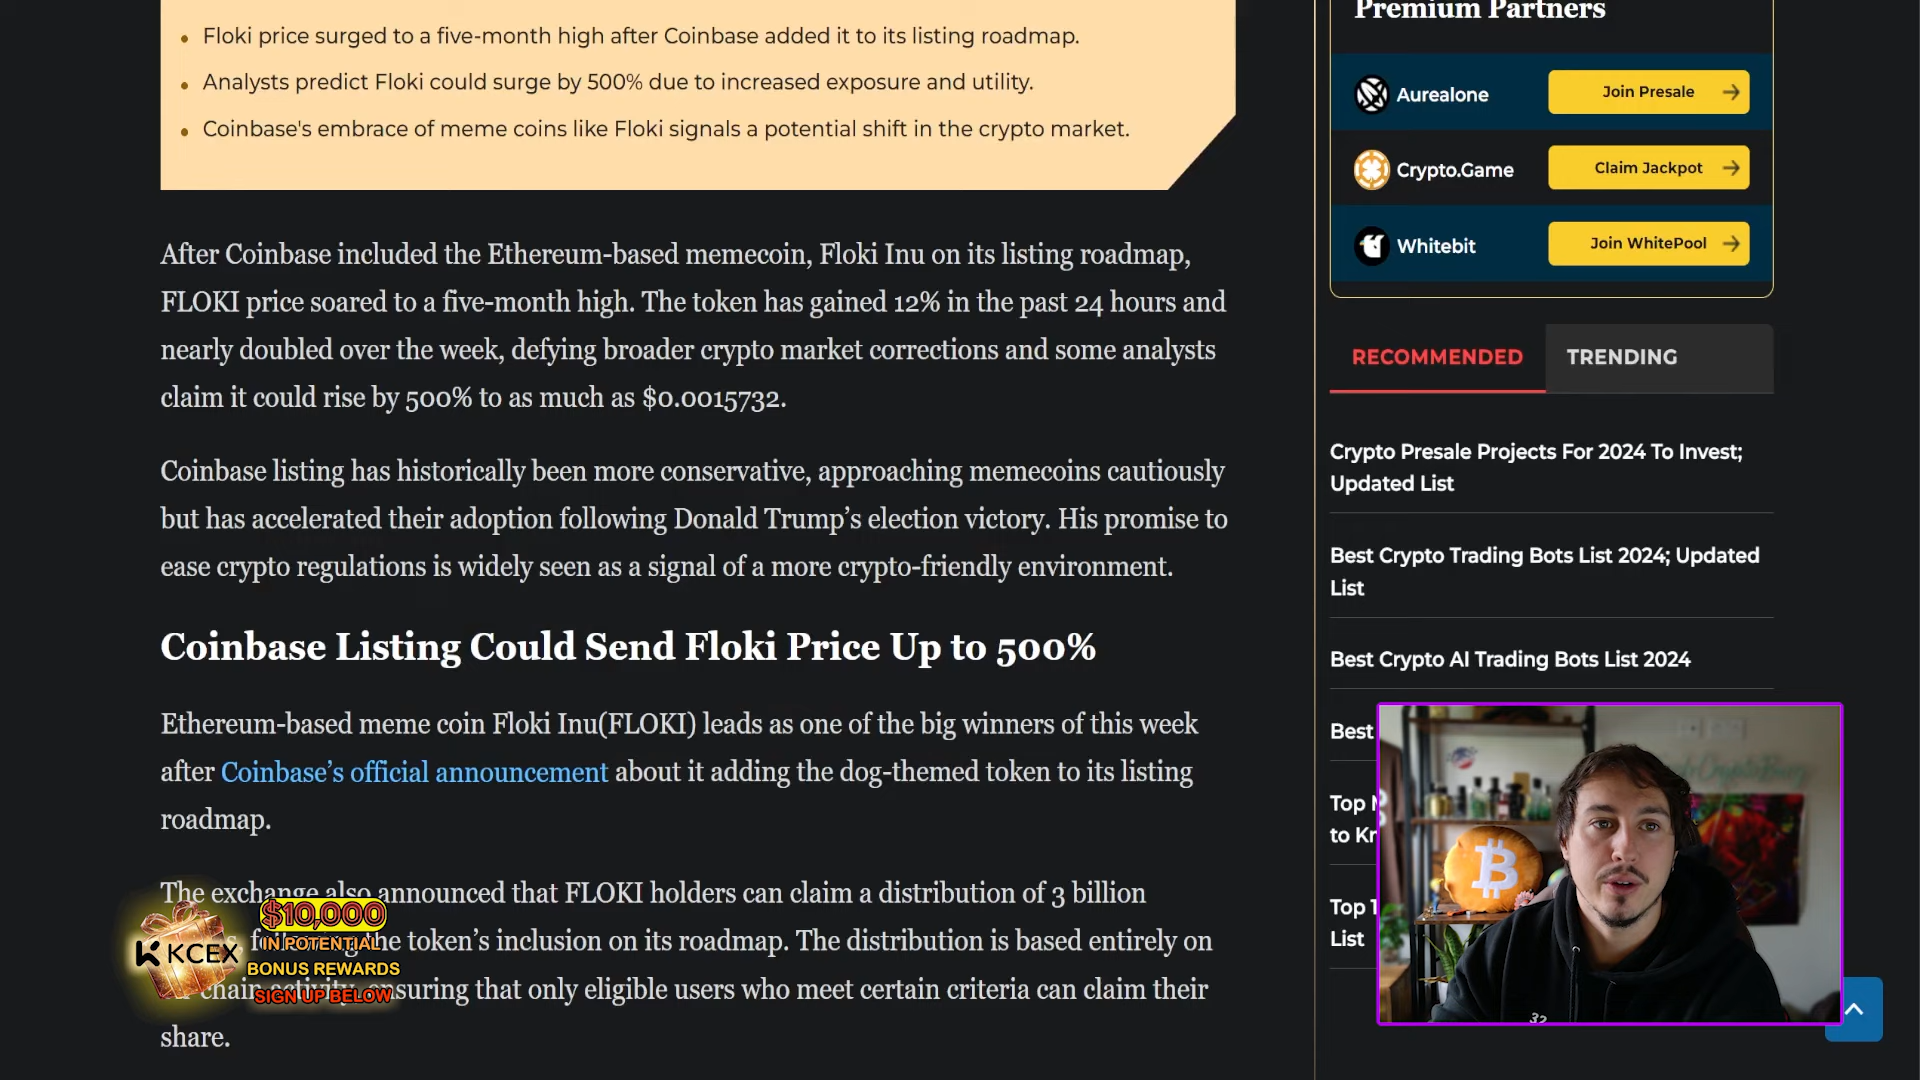 Floki price surged to a five-month high after Coinbase added it to its listing roadmap.
Analysts predict Floki could surge by 500% due to increased exposure and utility.
Coinbase's embrace of meme coins like Floki signals a potential shift in the crypto market.
After Coinbase included the Ethereum-based memecoin, Floki Inu on its listing roadmap,
FLOKI price soared to a five-month high. The token has gained 12% in the past 24 hours and
nearly doubled over the week, defying broader crypto market corrections and some analysts
claim it could rise by 500% to as much as $0.0015732.
Coinbase listing has historically been more conservative, approaching memecoins cautiously
but has accelerated their adoption following Donald Trump’s election victory. His promise to
ease crypto regulations is widely seen as a signal of a more crypto-friendly environment.
Coinbase Listing Could Send Floki Price Up to 500%
Ethereum-based meme coin Floki Inu(FLOKI) leads as one of the big winners of this week
after Coinbase’s official announcement about it adding the dog-themed token to its listing
roadmap.
The exchange also announced that FLOKI holders can claim a distribution of 3 billion
the token’s inclusion on its roadmap. The distribution is based entirely on
chain activity, ensuring that only eligible users who meet certain criteria can claim their
share.
KCEX
$10,000
IN POTENTIAL
BONUS REWARDS
SIGN UP BELOW
Premium Partners
Aurealone
Join Presale
Crypto.Game
Claim Jackpot
Whitebit
Join WhitePool
RECOMMENDED
TRENDING
Crypto Presale Projects For 2024 To Invest;
Updated List
Best Crypto Trading Bots List 2024; Updated
List
Best Crypto AI Trading Bots List 2024
Best
Top
to
Top
List
32